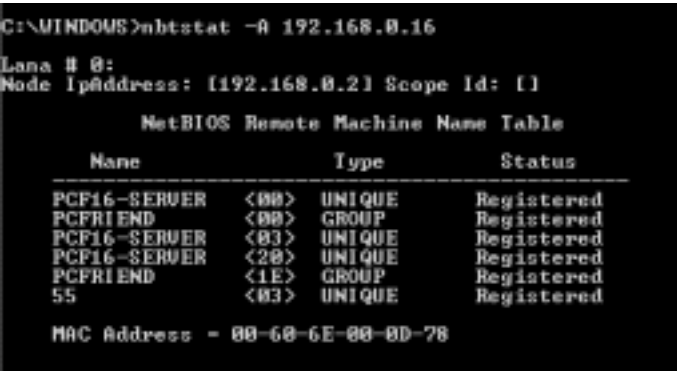 C:\WINDOWS>nbtstat -A 192.168.0.16
Lana # 0:
Node IpAddress: [192.168.0.2] Scope Id: []
NetBIOS Remote Machine Name Table
Name Type Status
---------------------------------------------
PCF16-SERVER <00> UNIQUE Registered
PCFRIEND <00> GROUP Registered
PCF16-SERVER <03> UNIQUE Registered
PCF16-SERVER <20> UNIQUE Registered
PCFRIEND <1E> GROUP Registered
55 <03> UNIQUE Registered
MAC Address = 00-60-6E-00-0D-78